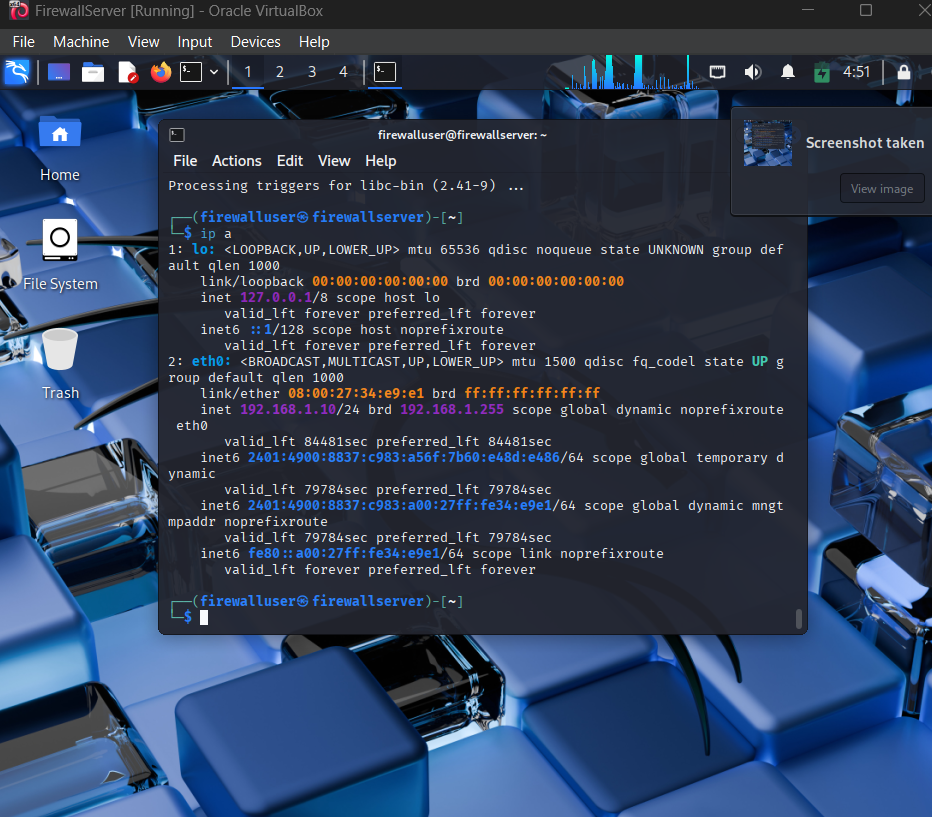 FirewallServer [Running] - Oracle VirtualBox
File Machine View Input Devices Help
1 2 3 4 4:51
Screenshot taken
View image
Home
File System
Trash
firewalluser@firewallserver: ~
File Actions Edit View Help
Processing triggers for libc-bin (2.41-9) ...
┌──(firewalluser㉿firewallserver)-[~]
└─$ ip a
1: lo: <LOOPBACK,UP,LOWER_UP> mtu 65536 qdisc noqueue state UNKNOWN group def
ault qlen 1000
link/loopback 00:00:00:00:00:00 brd 00:00:00:00:00:00
inet 127.0.0.1/8 scope host lo
valid_lft forever preferred_lft forever
inet6 ::1/128 scope host noprefixroute
valid_lft forever preferred_lft forever
2: eth0: <BROADCAST,MULTICAST,UP,LOWER_UP> mtu 1500 qdisc fq_codel state UP g
roup default qlen 1000
link/ether 08:00:27:34:e9:e1 brd ff:ff:ff:ff:ff:ff
inet 192.168.1.10/24 brd 192.168.1.255 scope global dynamic noprefixroute
eth0
valid_lft 84481sec preferred_lft 84481sec
inet6 2401:4900:8837:c983:a56f:7b60:e48d:e486/64 scope global temporary d
ynamic
valid_lft 79784sec preferred_lft 79784sec
inet6 2401:4900:8837:c983:a00:27ff:fe34:e9e1/64 scope global dynamic mngt
mpaddr noprefixroute
valid_lft 79784sec preferred_lft 79784sec
inet6 fe80::a00:27ff:fe34:e9e1/64 scope link noprefixroute
valid_lft forever preferred_lft forever
┌──(firewalluser㉿firewallserver)-[~]
└─$